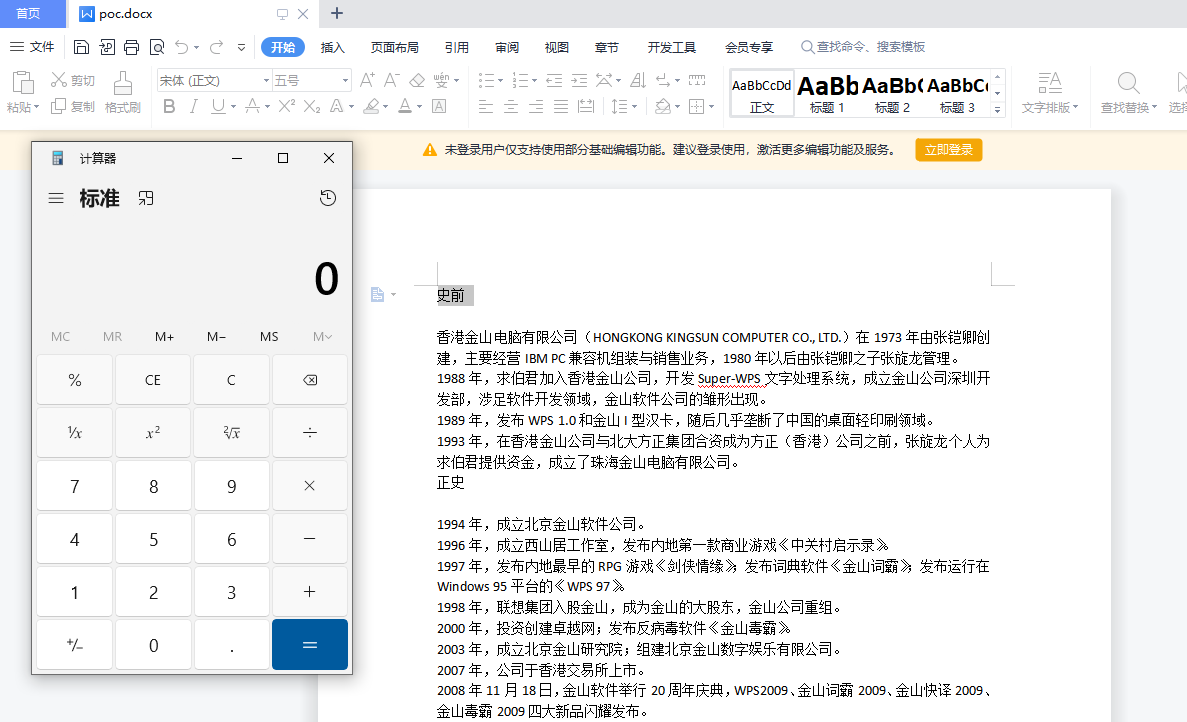 首页 poc.docx
文件 开始 插入 页面布局 引用 审阅 视图 章节 开发工具 会员专享 查找命令、搜索模板
剪切 宋体 (正文) 五号 wén AaBbCcDd AaBb AaBb( AaBbC
粘贴 复制 格式刷 B I U A X² X₂ A A A 正文 标题 1 标题 2 标题 3 文字排版 查找替换
未登录用户仅支持使用部分基础编辑功能。建议登录使用，激活更多编辑功能及服务。 立即登录
计算器
标准
0
MC MR M+ M− MS M
% CE C
⅟x x² ²√x ÷
7 8 9 ×
4 5 6 −
1 2 3 +
+/− 0 . =
史前
香港金山电脑有限公司（HONGKONG KINGSUN COMPUTER CO., LTD.）在 1973 年由张铠卿创
建，主要经营 IBM PC 兼容机组装与销售业务，1980 年以后由张铠卿之子张旋龙管理。
1988 年，求伯君加入香港金山公司，开发 Super-WPS 文字处理系统，成立金山公司深圳开
发部，涉足软件开发领域，金山软件公司的雏形出现。
1989 年，发布 WPS 1.0 和金山 I 型汉卡，随后几乎垄断了中国的桌面轻印刷领域。
1993 年，在香港金山公司与北大方正集团合资成为方正（香港）公司之前，张旋龙个人为
求伯君提供资金，成立了珠海金山电脑有限公司。
正史
1994 年，成立北京金山软件公司。
1996 年，成立西山居工作室，发布内地第一款商业游戏《中关村启示录》
1997 年，发布内地最早的 RPG 游戏《剑侠情缘》；发布词典软件《金山词霸》；发布运行在
Windows 95 平台的《WPS 97》
1998 年，联想集团入股金山，成为金山的大股东，金山公司重组。
2000 年，投资创建卓越网；发布反病毒软件《金山毒霸》
2003 年，成立北京金山研究院；组建北京金山数字娱乐有限公司。
2007 年，公司于香港交易所上市。
2008 年 11 月 18 日，金山软件举行 20 周年庆典，WPS2009、金山词霸 2009、金山快译 2009、
金山毒霸 2009 四大新品闪耀发布。